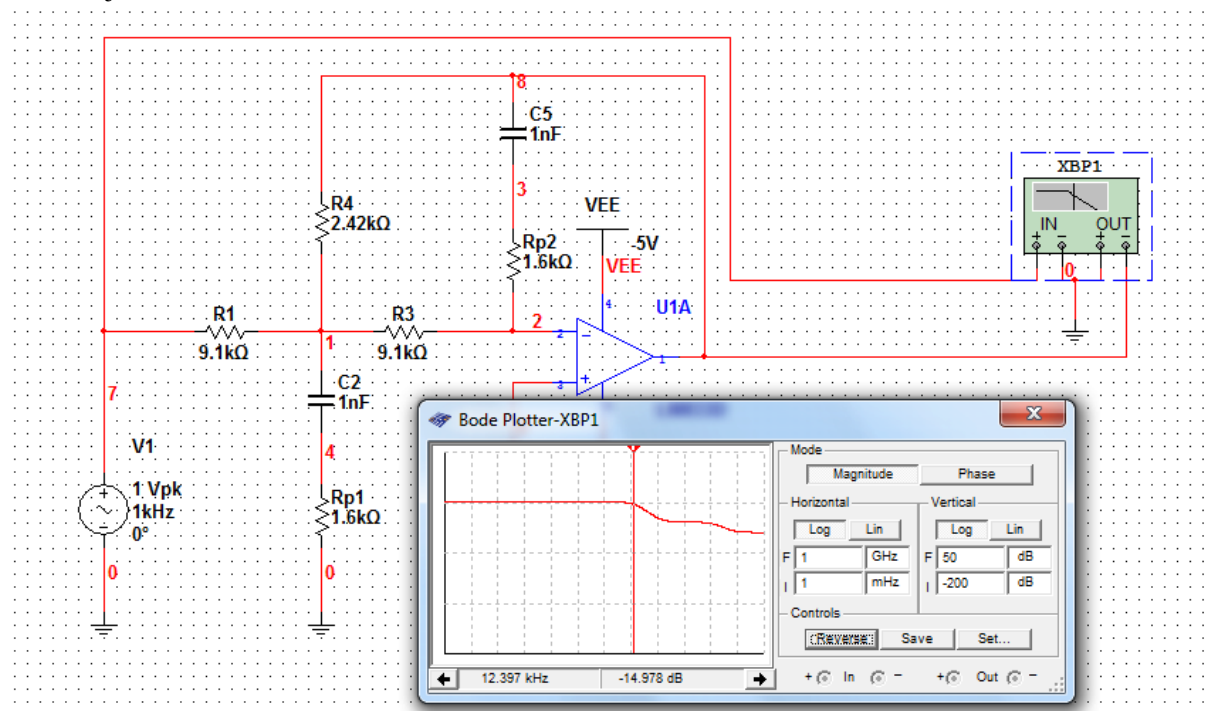 8
C5
1nF
XBP1
IN OUT
+ − + −
0
3
R4
2.42kΩ
VEE
-5V
VEE
Rp2
1.6kΩ
4
U1A
R1
9.1kΩ
1
R3
9.1kΩ
2
2
−
1
3
+
7
C2
1nF
4
V1
1 Vpk
1kHz
0°
+
−
Rp1
1.6kΩ
0
0
Bode Plotter-XBP1
Mode
Magnitude Phase
Horizontal Vertical
Log Lin Log Lin
F 1 GHz F 50 dB
I 1 mHz I -200 dB
Controls
Reverse Save Set...
12.397 kHz -14.978 dB
+ In − + Out −